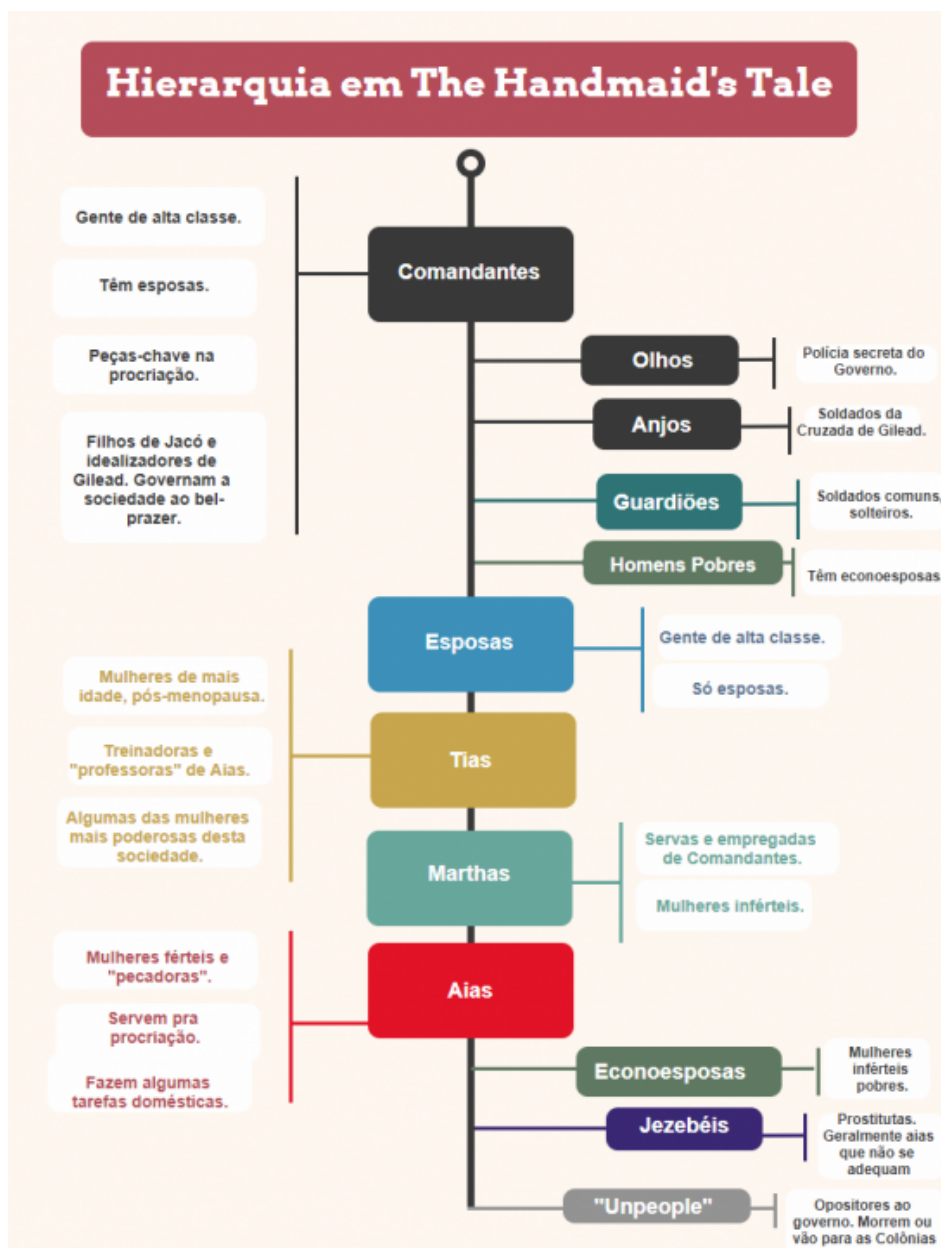 Hierarquia em The Handmaid's Tale
Comandantes
Gente de alta classe.
Têm esposas.
Peças-chave na
procriação.
Filhos de Jacó e
idealizadores de
Gilead. Governam a
sociedade ao bel-
prazer.
Olhos
Polícia secreta do
Governo.
Anjos
Soldados da
Cruzada de Gilead.
Guardiões
Soldados comuns,
solteiros.
Homens Pobres
Têm econoesposas
Esposas
Gente de alta classe.
Só esposas.
Tias
Mulheres de mais
idade, pós-menopausa.
Treinadoras e
"professoras" de Aias.
Algumas das mulheres
mais poderosas desta
sociedade.
Marthas
Servas e empregadas
de Comandantes.
Mulheres inférteis.
Aias
Mulheres férteis e
"pecadoras".
Servem pra
procriação.
Fazem algumas
tarefas domésticas.
Econoesposas
Mulheres
inférteis
pobres.
Jezebéis
Prostitutas.
Geralmente aias
que não se
adequam
"Unpeople"
Opositores ao
governo. Morrem ou
vão para as Colônias